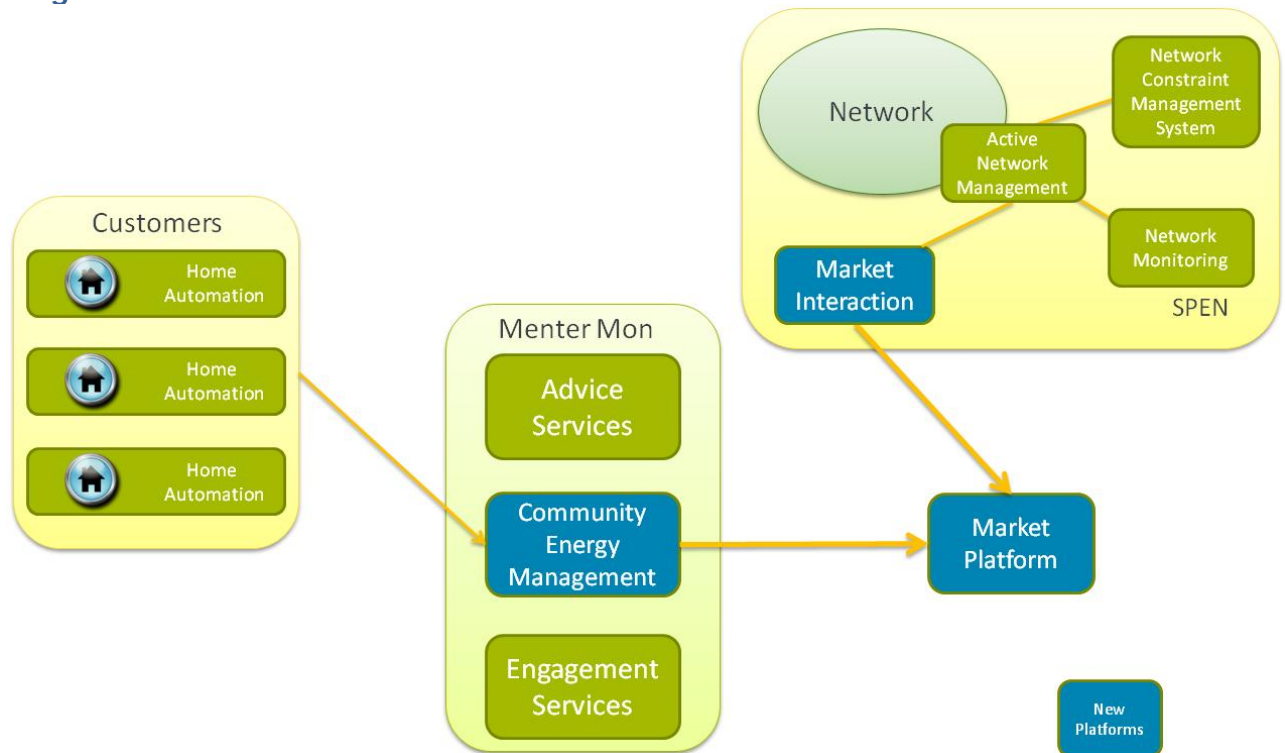 Network
Network
Constraint
Management
System
Active
Network
Management
Network
Monitoring
Market
Interaction
SPEN
Customers
Home
Automation
Home
Automation
Home
Automation
Menter Mon
Advice
Services
Community
Energy
Management
Engagement
Services
Market
Platform
New
Platforms